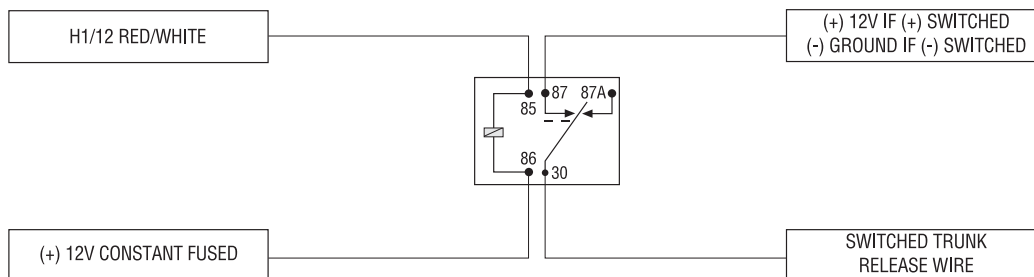 H1/12 RED/WHITE
(+) 12V IF (+) SWITCHED
(-) GROUND IF (-) SWITCHED
87 87A
85
86
30
(+) 12V CONSTANT FUSED
SWITCHED TRUNK
RELEASE WIRE